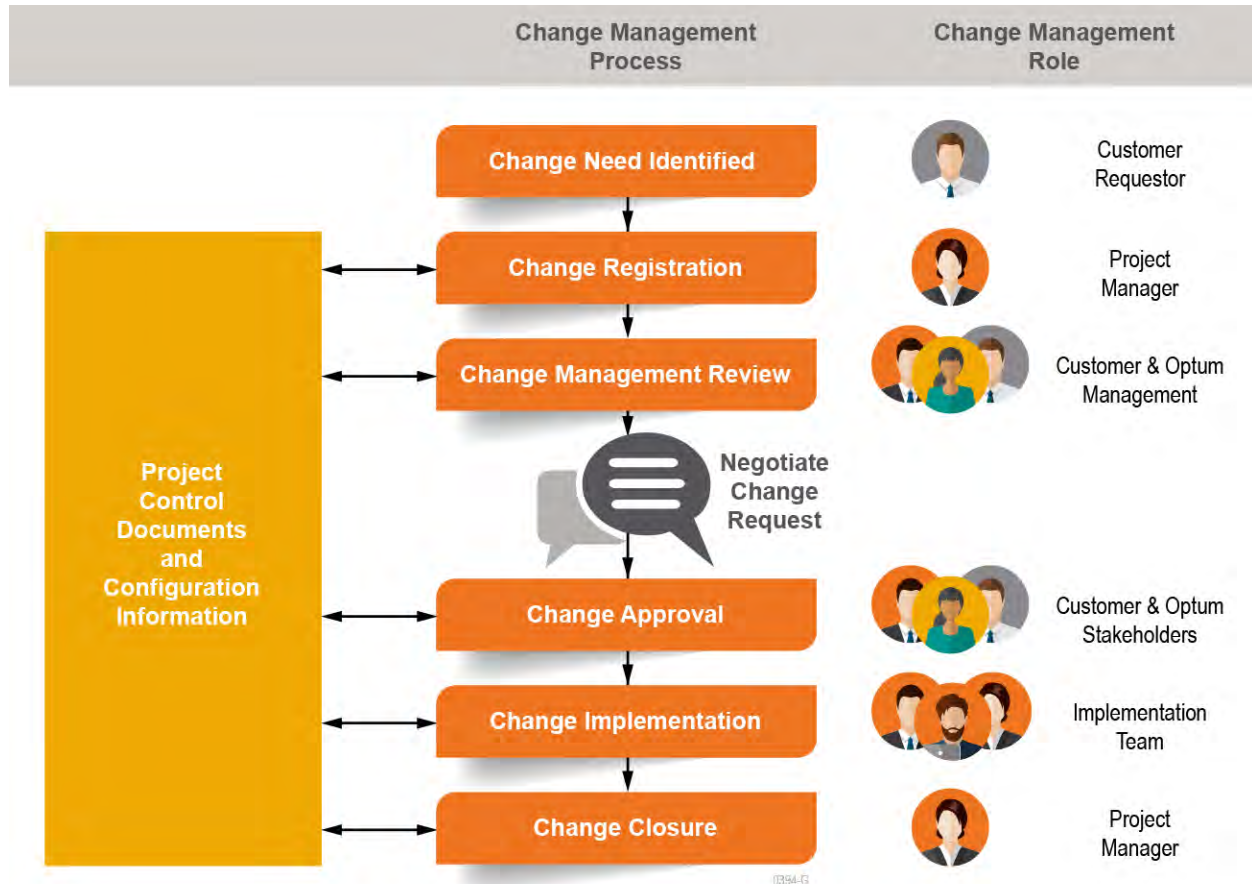 Change Management
Process
Change Management
Role
Change Need Identified
Customer
Requestor
Change Registration
Project
Manager
Change Management Review
Customer & Optum
Management
Negotiate
Change
Request
Project
Control
Documents
and
Configuration
Information
Change Approval
Customer & Optum
Stakeholders
Change Implementation
Implementation
Team
Change Closure
Project
Manager